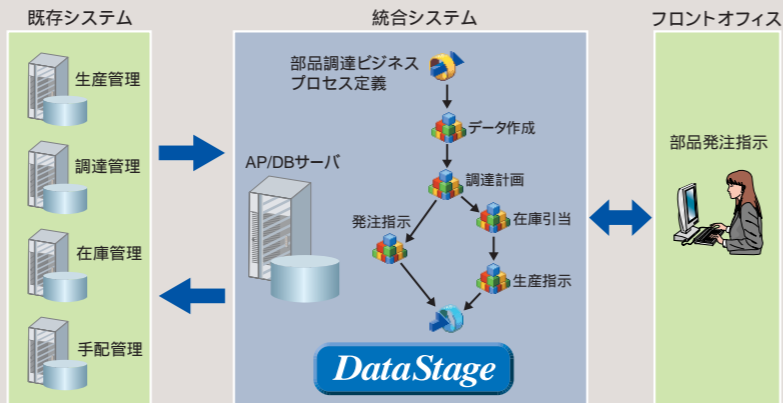 既存システム
統合システム
フロントオフィス
生産管理
調達管理
在庫管理
手配管理
AP/DBサーバ
部品調達ビジネス
プロセス定義
データ作成
調達計画
発注指示
在庫引当
生産指示
DataStage
部品発注指示